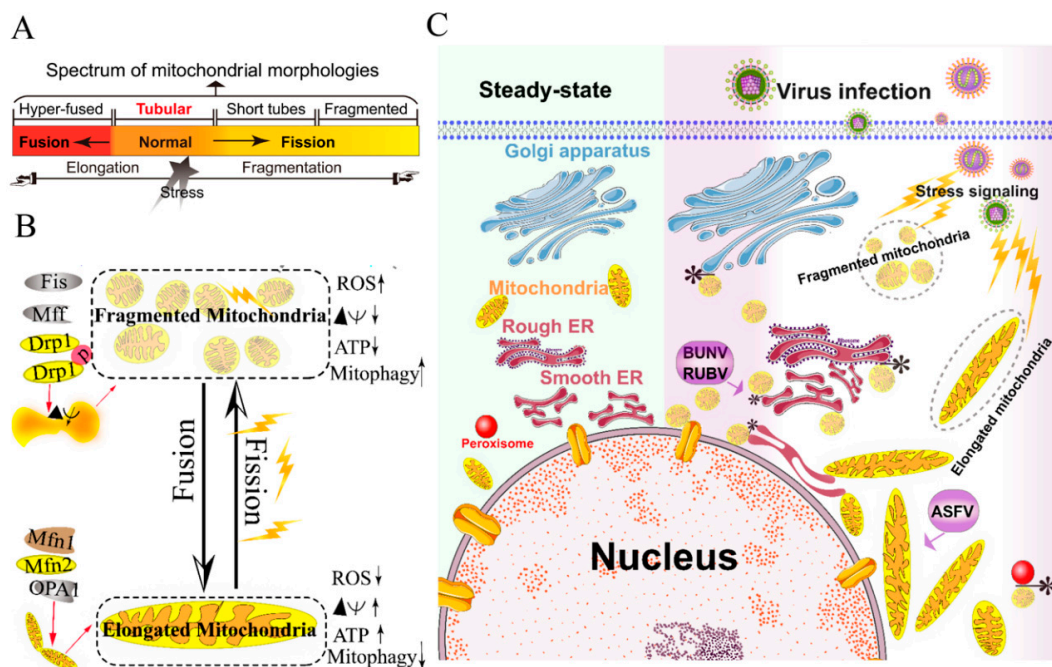 A
Spectrum of mitochondrial morphologies
Hyper-fused Tubular Short tubes Fragmented
Fusion Normal Fission
Elongation Fragmentation
Stress
B
Fis
Mff
Drp1
Drp1 P
▲Ψ
Fragmented Mitochondria
ROS↑
▲Ψ↓
ATP↓
Mitophagy↑
Fusion
Fission
Mfn1
Mfn2
OPA1
Elongated Mitochondria
ROS↓
▲Ψ↑
ATP↑
Mitophagy↓
C
Steady-state
Virus infection
Golgi apparatus
Stress signaling
Fragmented mitochondria
Mitochondria
Rough ER
BUNV
RUBV
Smooth ER
Elongated mitochondria
Peroxisome
ASFV
Nucleus